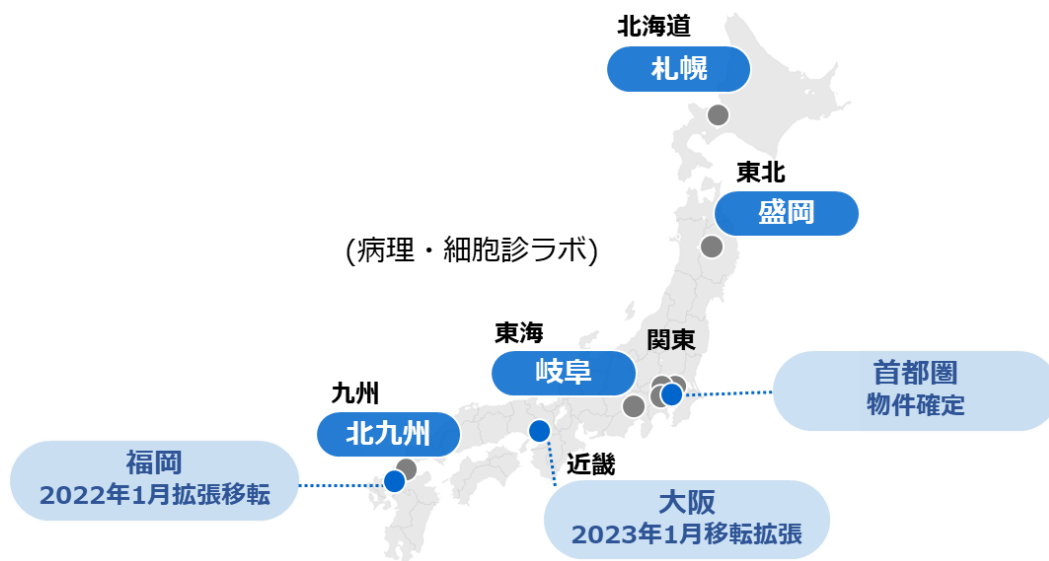 北海道
札幌
東北
盛岡
(病理・細胞診ラボ)
東海
岐阜
関東
首都圏
物件確定
九州
北九州
福岡
2022年1月拡張移転
近畿
大阪
2023年1月移転拡張